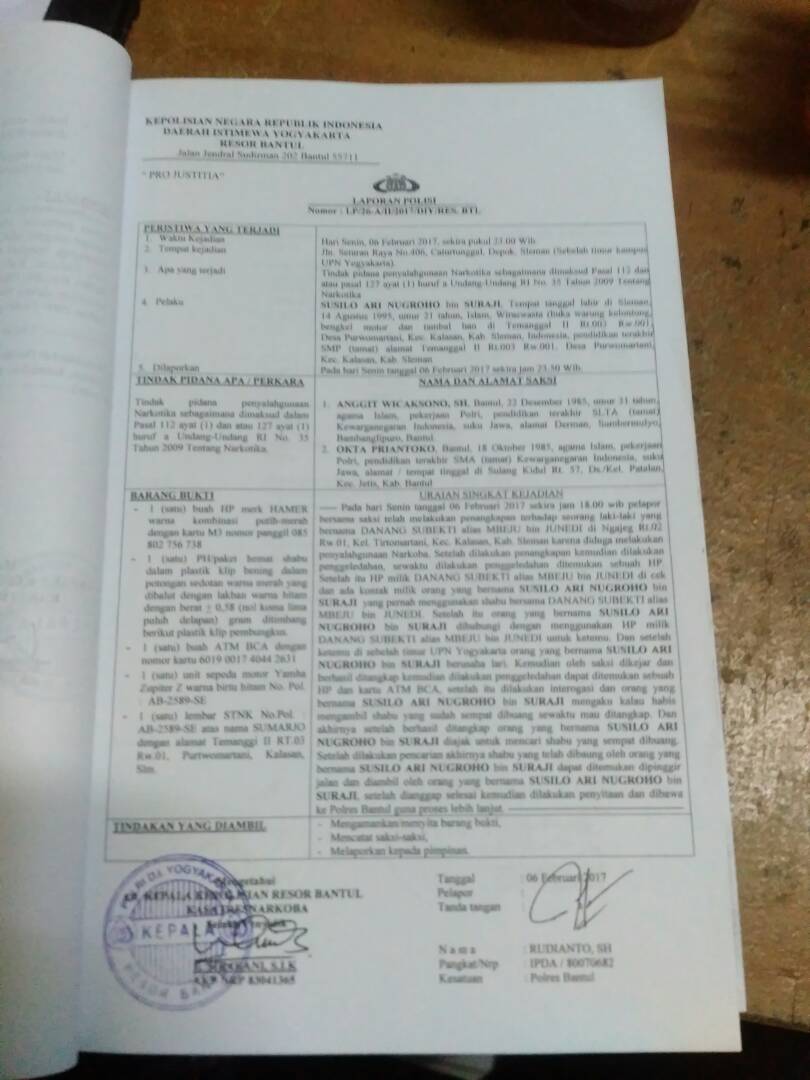 KEPOLISIAN NEGARA REPUBLIK INDONESIA
DAERAH ISTIMEWA YOGYAKARTA
RESOR BANTUL
Jalan Jendral Sudirman 202 Bantul 55711
" PRO JUSTITIA"
LAPORAN POLISI
Nomor : LP/26-A/II/2017/DIY/RES. BTL
PERISTIWA YANG TERJADI
1. Waktu Kejadian
Hari Senin, 06 Februari 2017, sekira pukul 23.00 Wib
2. Tempat kejadian
Jln. Seturan Raya No.406, Caturtunggal, Depok, Sleman (Sebelah timur kampus
UPN Yogyakarta).
3. Apa yang terjadi
Tindak pidana penyalahgunaan Narkotika sebagaimana dimaksud Pasal 112 dan
atau pasal 127 ayat (1) huruf a Undang-Undang RI No. 35 Tahun 2009 Tentang
Narkotika
4. Pelaku
SUSILO ARI NUGROHO bin SURAJI, Tempat tanggal lahir di Sleman,
14 Agustus 1995, umur 21 tahun, Islam, Wiraswasta (buka warung kelontong,
bengkel motor dan tambal ban di Temanggal II Rt.003 Rw.001,
Desa Purwomartani, Kec. Kalasan, Kab. Sleman, Indonesia, pendidikan terakhir
SMP (tamat) alamat Temanggal II Rt.003 Rw.001, Desa Purwomartani,
Kec. Kalasan, Kab. Sleman
5. Dilaporkan
Pada hari Senin tanggal 06 Februari 2017 sekira jam 23.50 Wib.
TINDAK PIDANA APA / PERKARA
Tindak pidana penyalahgunaan
Narkotika sebagaimana dimaksud dalam
Pasal 112 ayat (1) dan atau 127 ayat (1)
huruf a Undang-Undang RI No. 35
Tahun 2009 Tentang Narkotika.
NAMA DAN ALAMAT SAKSI
1. ANGGIT WICAKSONO, SH, Bantul, 22 Desember 1985, umur 31 tahun,
agama Islam, pekerjaan Polri, pendidikan terakhir SLTA (tamat)
Kewarganegaran Indonesia, suku Jawa, alamat Derman, Sumbermulyo,
Bambanglipuro, Bantul.
2. OKTA PRIANTOKO, Bantul, 18 Oktober 1985, agama Islam, pekerjaan
Polri, pendidikan terakhir SMA (tamat) Kewarganegaran Indonesia, suku
Jawa, alamat / tempat tinggal di Sulang Kidul Rt. 57, Ds/Kel. Patalan,
Kec. Jetis, Kab. Bantul
BARANG BUKTI
- 1 (satu) buah HP merk HAMER
warna kombinasi putih-merah
dengan kartu M3 nomor panggil 085
802 756 738
- 1 (satu) PH/paket hemat shabu
dalam plastik klip bening dalam
potongan sedotan warna merah yang
dibalut dengan lakban warna hitam
dengan berat ± 0,58 (nol koma lima
puluh delapan) gram ditimbang
berikut plastik klip pembungkus.
- 1 (satu) buah ATM BCA dengan
nomor kartu 6019 0017 4044 2631
- 1 (satu) unit sepeda motor Yamha
Zupiter Z warna biru hitam No. Pol. :
AB-2589-SE
- 1 (satu) lembar STNK No.Pol. :
AB-2589-SE atas nama SUMARJO
dengan alamat Temanggi II RT.03
Rw.01, Purtwomartani, Kalasan,
Slm.
URAIAN SINGKAT KEJADIAN
----- Pada hari Senin tanggal 06 Februari 2017 sekira jam 18.00 wib pelapor
bersama saksi telah melakukan penangkapan terhadap seorang laki-laki yang
bernama DANANG SUBEKTI alias MBEJU bin JUNEDI di Ngajeg Rt.02
Rw 01, Kel. Tirtomartani, Kec. Kalasan, Kab. Sleman karena diduga melakukan
penyalahgunaan Narkoba. Setelah dilakukan penangkapan kemudian dilakukan
penggeledahan, sewaktu dilakukan penggeledahan ditemukan sebuah HP.
Setelah itu HP milik DANANG SUBEKTI alias MBEJU bin JUNEDI di cek
dan ada kontak milik orang yang bernama SUSILO ARI NUGROHO bin
SURAJI yang pernah menggunakan shabu bersama DANANG SUBEKTI alias
MBEJU bin JUNEDI. Setelah itu orang yang bernama SUSILO ARI
NUGROHO bin SURAJI dihubungi dengan menggunakan HP milik
DANANG SUBEKTI alias MBEJU bin JUNEDI untuk ketemu. Dan setelah
ketemu di sebelah timur UPN Yogyakarta orang yang bernama SUSILO ARI
NUGROHO bin SURAJI berusaha lari. Kemudian oleh saksi dikejar dan
berhasil ditangkap kemudian dilakukan penggeledahan dapat ditemukan sebuah
HP dan kartu ATM BCA, setelah itu dilakukan interogasi dan orang yang
bernama SUSILO ARI NUGROHO bin SURAJI mengaku kalau habis
mengambil shabu yang sudah sempat dibuang sewaktu mau ditangkap. Dan
akhirnya setelah berhasil ditangkap orang yang bernama SUSILO ARI
NUGROHO bin SURAJI diajak untuk mencari shabu yang sempat dibuang.
Setelah dilakukan pencarian akhirnya shabu yang telah dibaung oleh orang yang
bernama SUSILO ARI NUGROHO bin SURAJI dapat ditemukan dipinggir
jalan dan diambil oleh orang yang bernama SUSILO ARI NUGROHO bin
SURAJI, setelah dianggap selesai kemudian dilakukan penyitaan dan dibawa
ke Polres Bantul guna proses lebih lanjut.
TINDAKAN YANG DIAMBIL
- Mengamankan/menyita barang bukti,
- Mencatat saksi-saksi,
- Melaporkan kepada pimpinan.
Mengetahui
KEPALA KEPOLISIAN RESOR BANTUL
KASATRESNARKOBA
AKP NRP 83041365
KEPALA
Tanggal : 06 Februari 2017
Pelapor :
Tanda tangan :
N a m a : RUDIANTO, SH
Pangkat/Nrp : IPDA / 80070682
Kesatuan : Polres Bantul